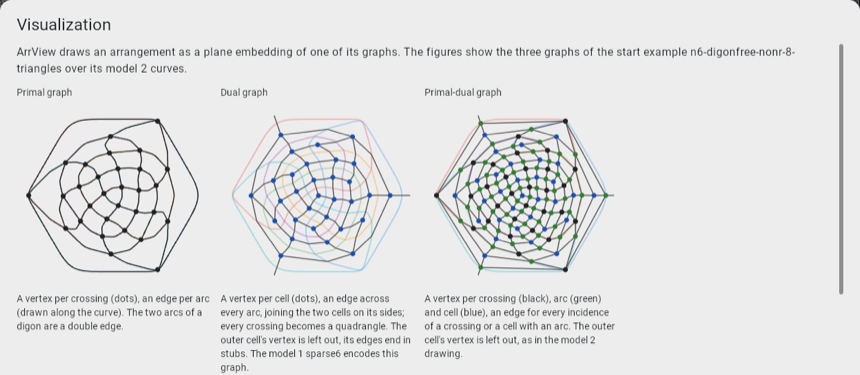 Visualization
ArrView draws an arrangement as a plane embedding of one of its graphs. The figures show the three graphs of the start example n6-digonfree-nonr-8-
triangles over its model 2 curves.
Primal graph
Dual graph
Primal-dual graph
A vertex per crossing (dots), an edge per arc
(drawn along the curve). The two arcs of a
digon are a double edge.
A vertex per cell (dots), an edge across
every arc, joining the two cells on its sides;
every crossing becomes a quadrangle. The
outer cell's vertex is left out, its edges end in
stubs. The model 1 sparse6 encodes this
graph.
A vertex per crossing (black), arc (green)
and cell (blue), an edge for every incidence
of a crossing or a cell with an arc. The outer
cell's vertex is left out, as in the model 2
drawing.